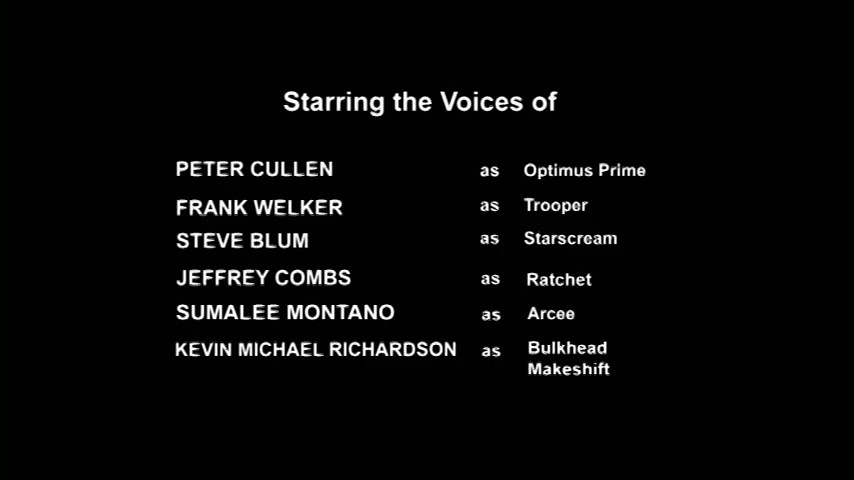 Starring the Voices of
PETER CULLEN as Optimus Prime
FRANK WELKER as Trooper
STEVE BLUM as Starscream
JEFFREY COMBS as Ratchet
SUMALEE MONTANO as Arcee
KEVIN MICHAEL RICHARDSON as Bulkhead
Makeshift